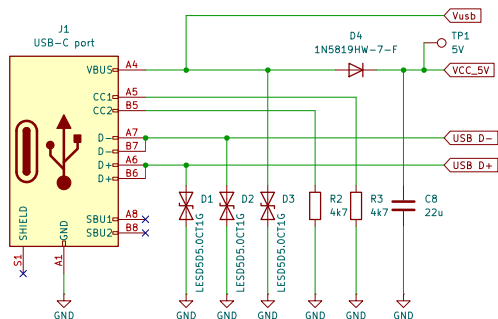 Vusb
J1
USB-C port
D4
1N5819HW-7-F
TP1
5V
VBUS A4
VCC_5V
CC1 A5
CC2 B5
D- A7
D- B7
USB D-
D+ A6
D+ B6
USB D+
D1
LESD5D5.0CT1G
D2
LESD5D5.0CT1G
D3
LESD5D5.0CT1G
R2
4k7
R3
4k7
C8
22u
SBU1 A8
SBU2 B8
SHIELD
GND
S1
A1
GND
GND
GND
GND
GND
GND
GND